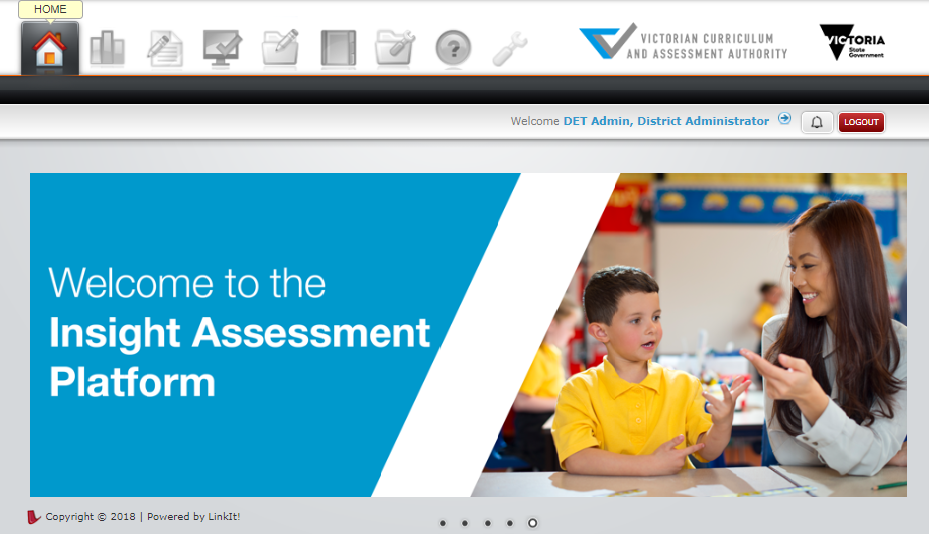 HOME
VICTORIAN CURRICULUM
AND ASSESSMENT AUTHORITY
VICTORIA
State
Government
Welcome DET Admin, District Administrator
LOGOUT
Welcome to the
Insight Assessment
Platform
Copyright © 2018 | Powered by LinkIt!